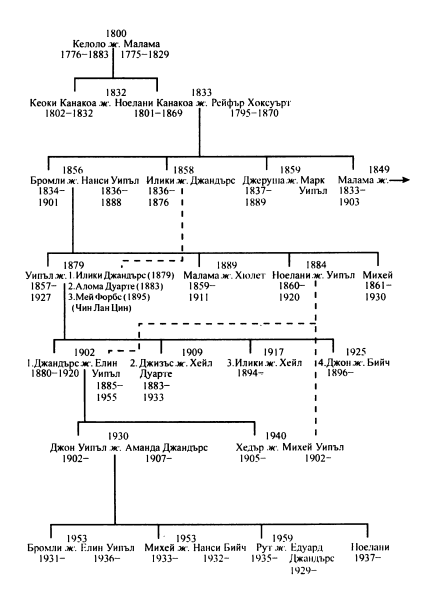 1800
Келоло ж. Малама
1776–1883 1775–1829
1832 1833
Кеоки Канакоа ж. Ноелани Канакоа ж. Рейфър Хоксуърт
1802–1832 1801–1869 1795–1870
1856 1858 1859 1849
Бромли ж. Нанси Уипъл Илики ж. Джандърс Джеруша ж. Марк Малама ж.
1834– 1836– 1836– 1837– Уипъл 1833–
1901 1888 1876 1889 1903
1879 1889 1884
Уипъл ж. 1. Илики Джандърс (1879) Малама ж. Хюлет Ноелани ж. Уипъл Михей
1857– 2. Алома Дуарте (1883) 1859– 1860– 1861–
1927 3. Мей Форбс (1895) 1911 1920 1930
(Чин Лан Цин)
1902 1909 1917 1925
1. Джандърс ж. Елин 2. Джизъс ж. Хейл 3. Илики ж. Хейл 4. Джон ж. Бийч
1880–1920 Уипъл Дуарте 1894– 1896–
1885– 1883–
1955 1933
1930 1940
Джон Уипъл ж. Аманда Джандърс Хедър ж. Михей Уипъл
1902– 1907– 1905– 1902–
1953 1953 1959
Бромли ж. Елин Уипъл Михей ж. Нанси Бийч Рут ж. Едуард Ноелани
1931– 1936– 1933– 1932– 1935– Джандърс 1937–
1929–